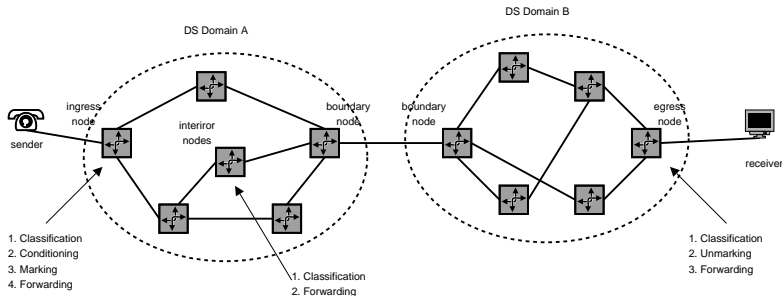 DS Domain B
DS Domain A
ingress
node
interiror
nodes
boundary
node
boundary
node
egress
node
sender
receiver
1. Classification
2. Conditioning
3. Marking
4. Forwarding
1. Classification
2. Forwarding
1. Classification
2. Unmarking
3. Forwarding